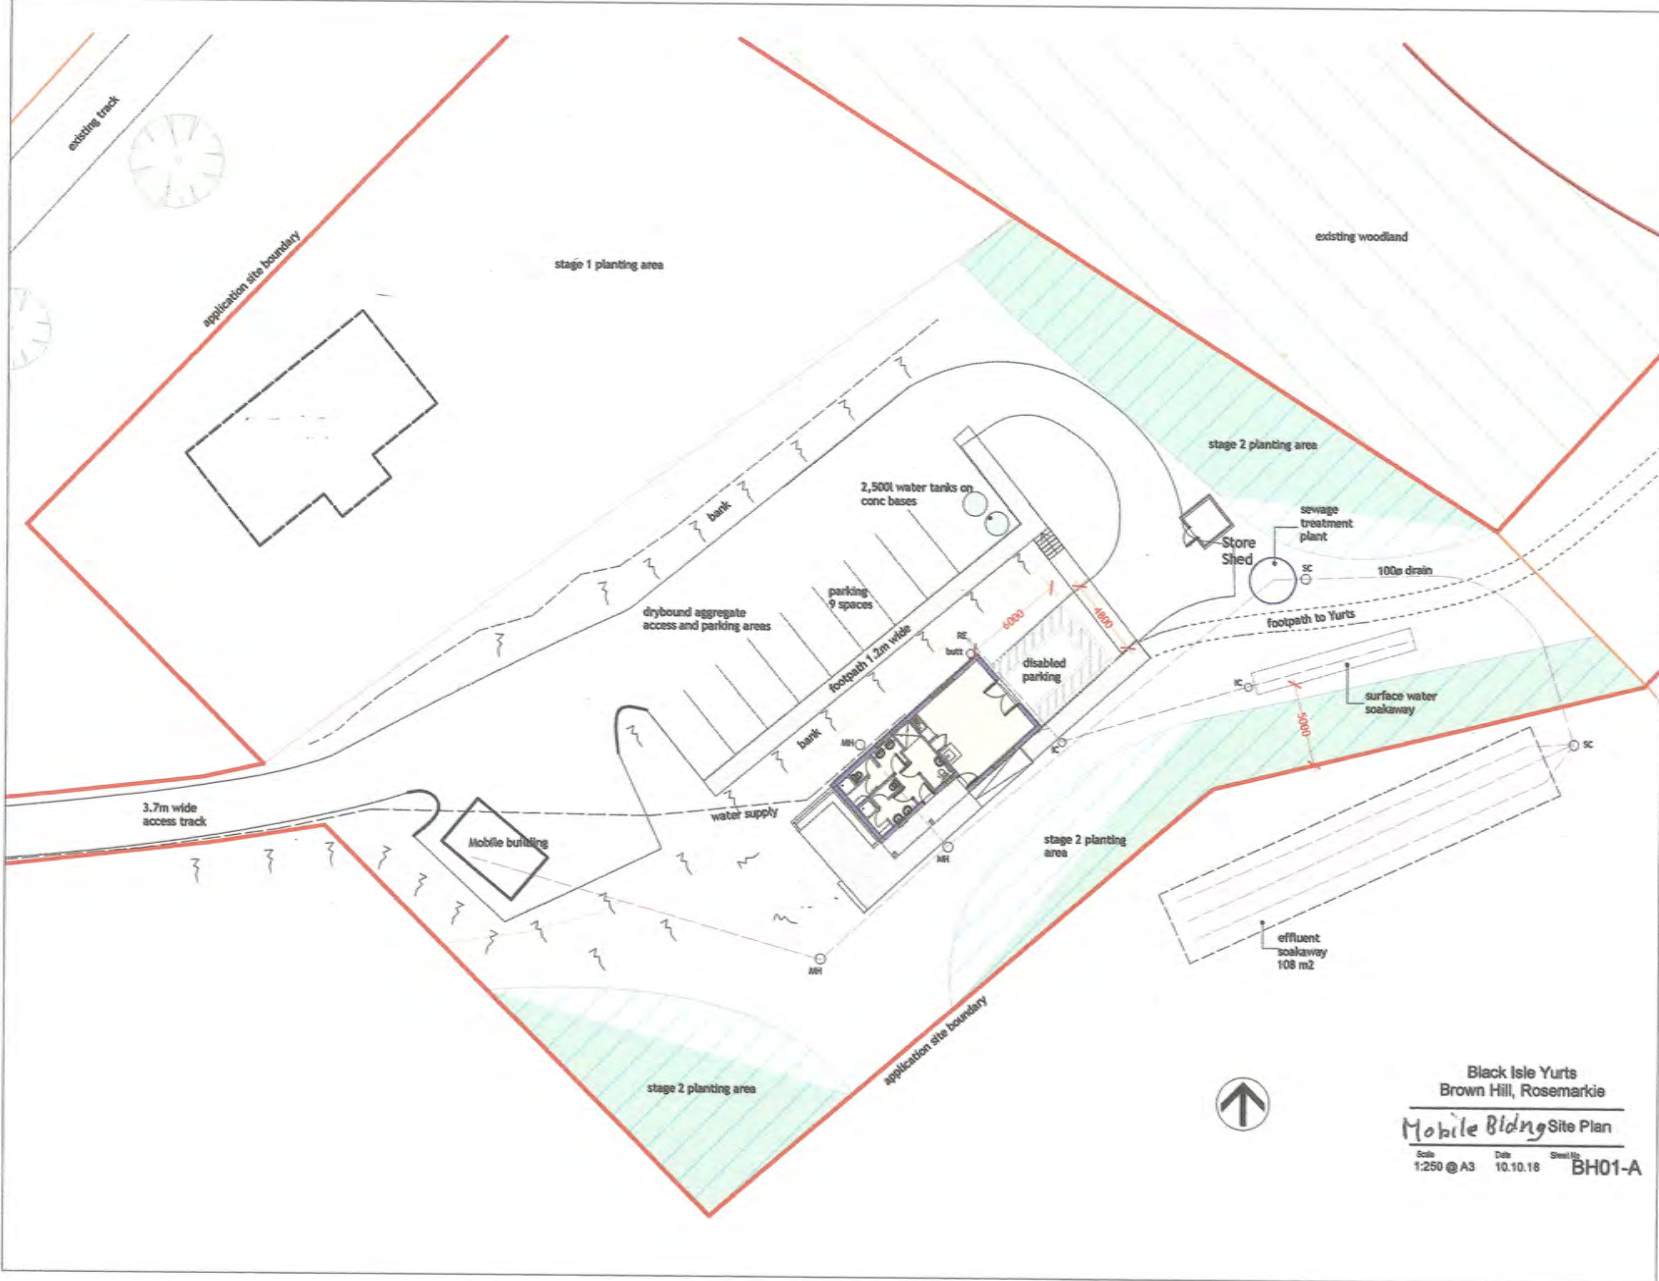 existing track
application site boundary
stage 1 planting area
existing woodland
stage 2 planting area
2,500l water tanks on
conc bases
bank
sewage
treatment
plant
Store
Shed
SC
100ø drain
parking
9 spaces
drybound aggregate
access and parking areas
6000
4800
footpath to Yurts
footpath 1.2m wide
RE
butt
disabled
parking
IC
surface water
soakaway
5000
bank
MH
IC
SC
3.7m wide
access track
water supply
Mobile building
MH
stage 2 planting
area
effluent
soakaway
108 m2
MH
application site boundary
stage 2 planting area
Black Isle Yurts
Brown Hill, Rosemarkie
Mobile Bldng Site Plan
Scale Date Sheet No
1:250 @ A3 10.10.18 BH01-A